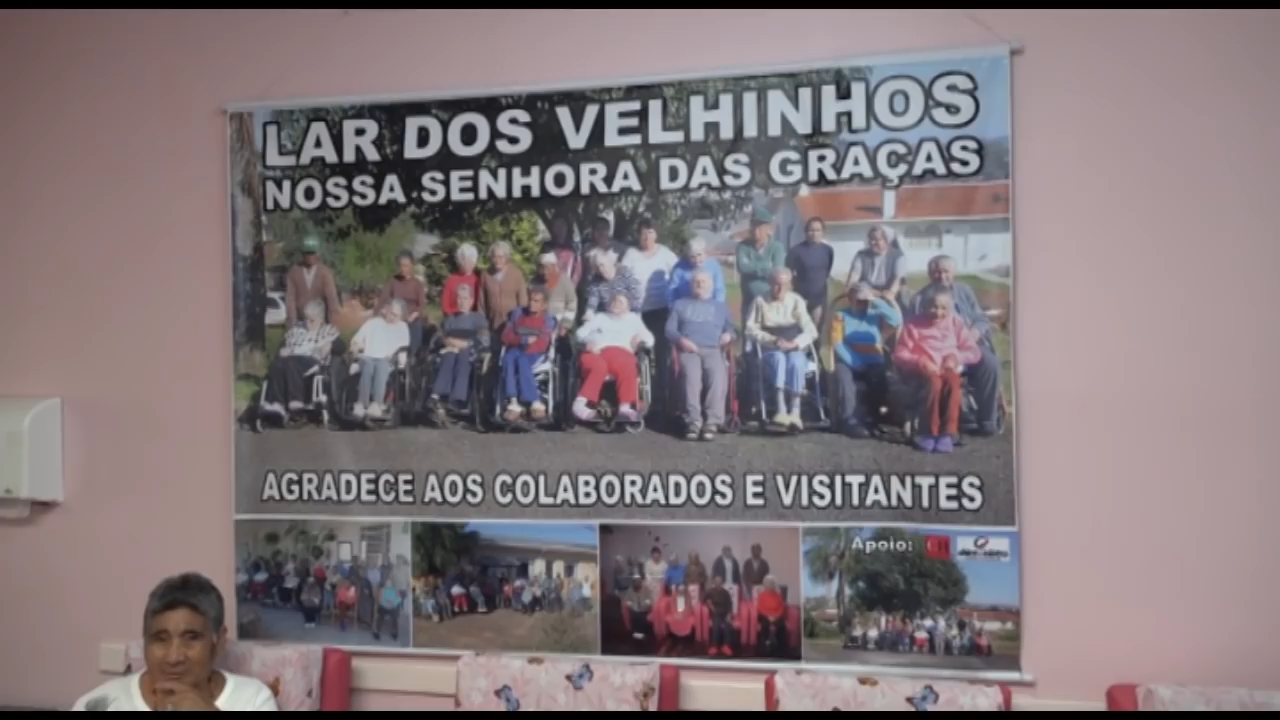 LAR DOS VELHINHOS
NOSSA SENHORA DAS GRAÇAS
AGRADECE AOS COLABORADOS E VISITANTES
Apoio: